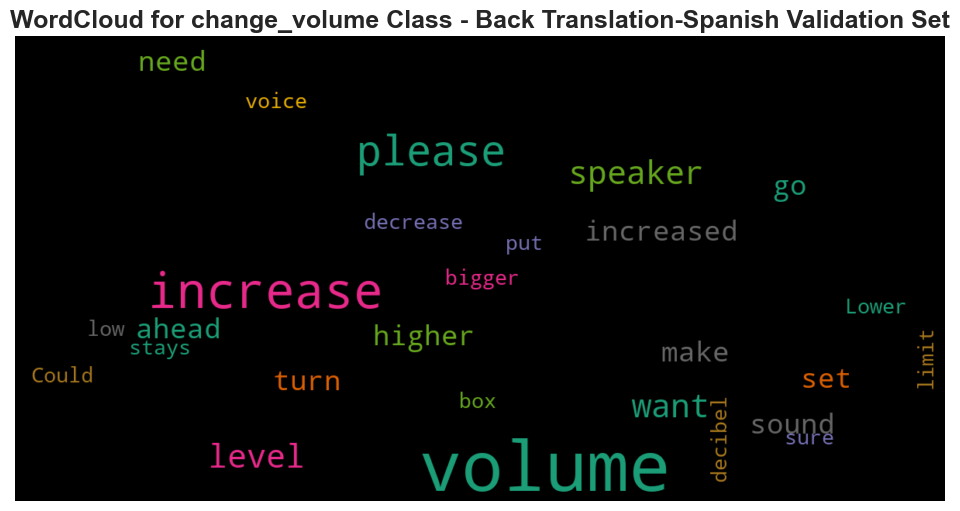 WordCloud for change_volume Class - Back Translation-Spanish Validation Set
need
voice
please
speaker
go
decrease
increased
put
bigger
increase
Lower
low
ahead
higher
stays
limit
make
Could
turn
set
box
want
decibel
sound
sure
level
volume